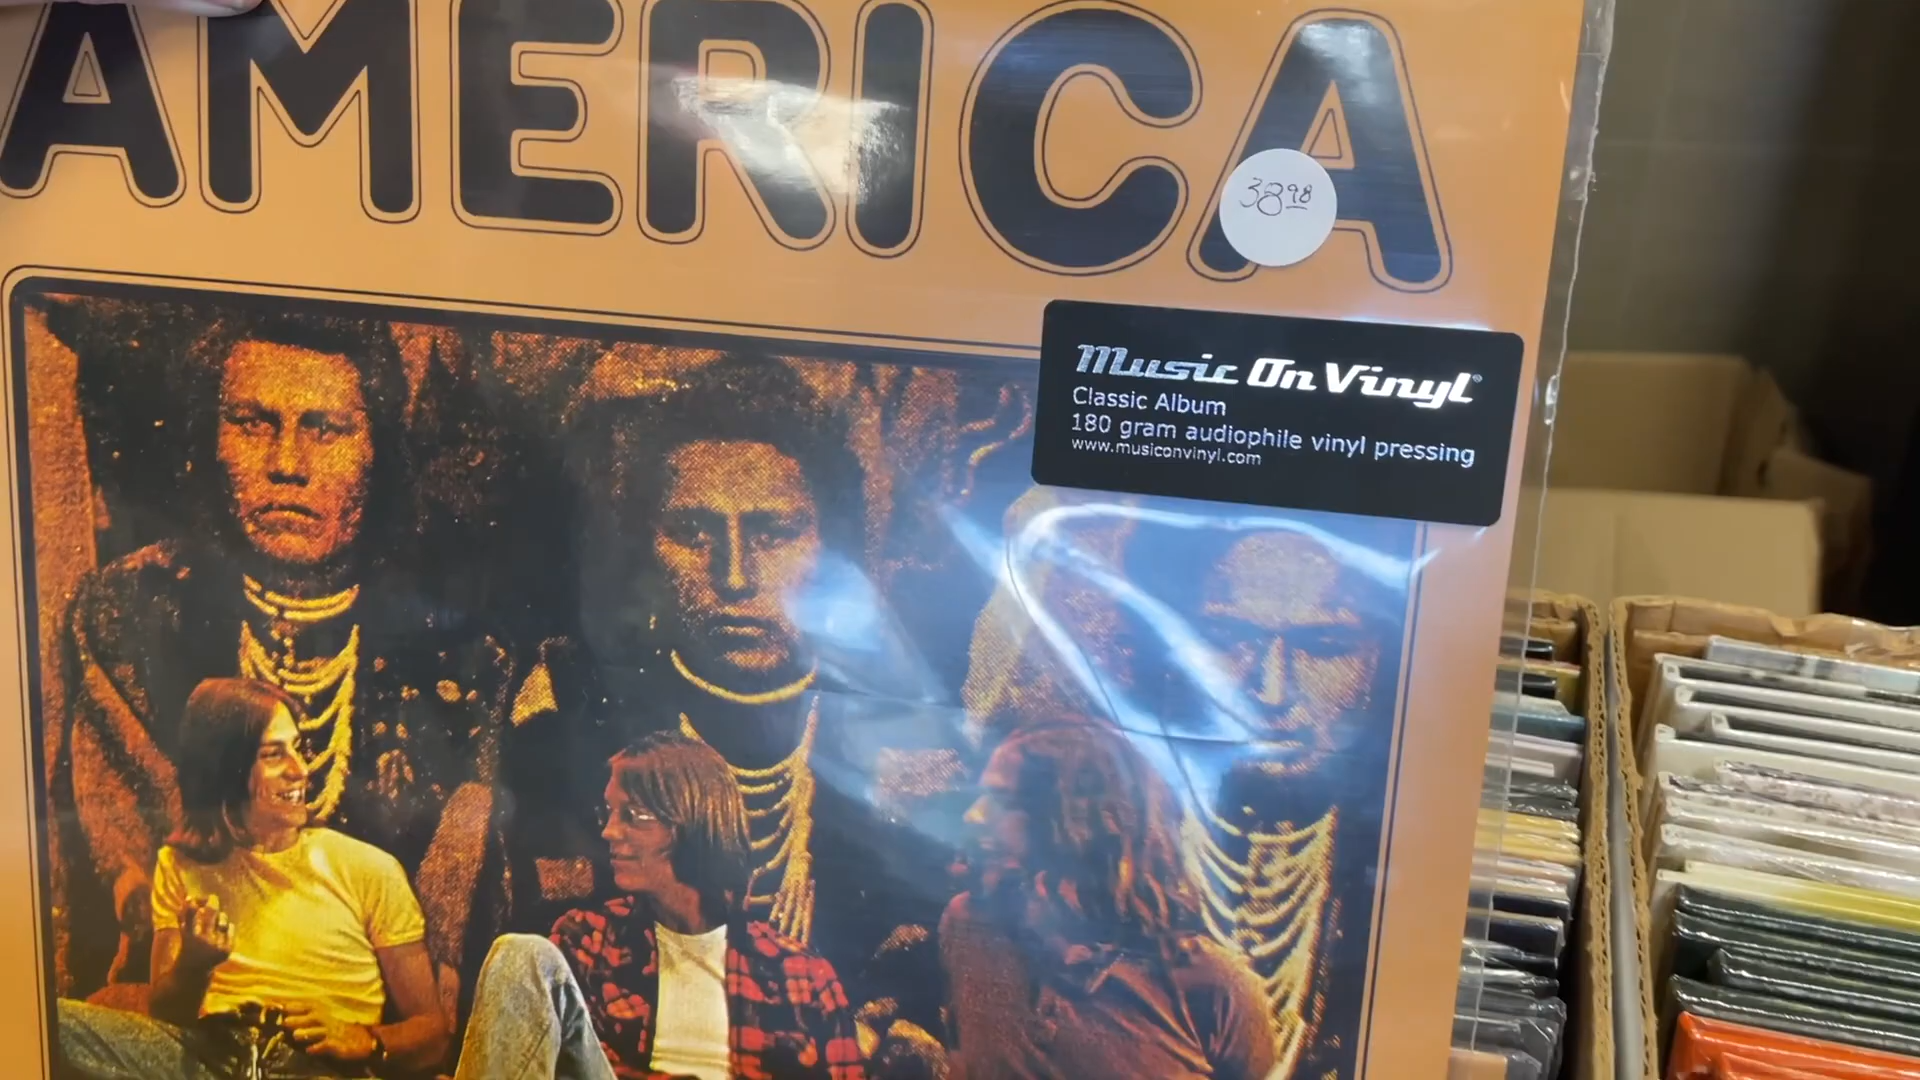 AMERICA
38 98
Music On Vinyl
Classic Album
180 gram audiophile vinyl pressing
www.musiconvinyl.com